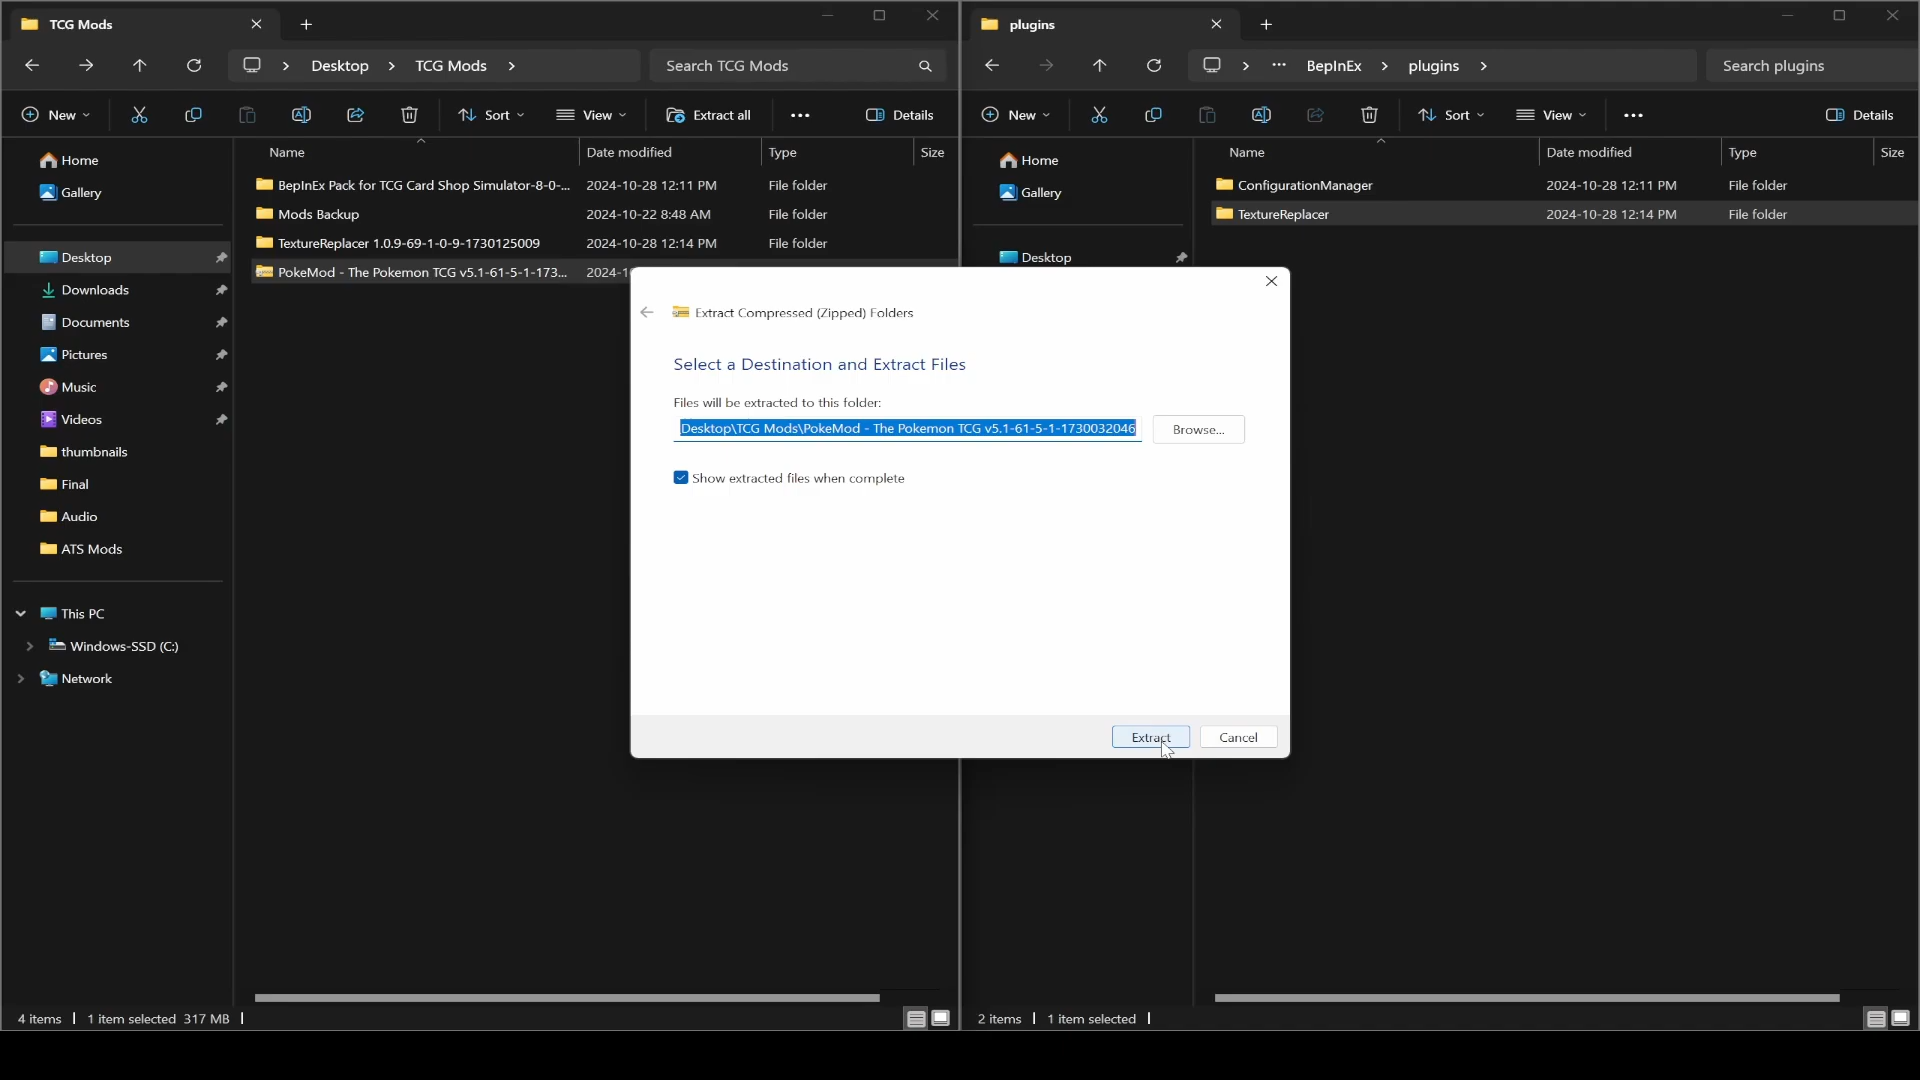 TCG Mods
Desktop
TCG Mods
Search TCG Mods
New
Sort
View
Extract all
Details
Name
Date modified
Type
Size
Home
Gallery
Desktop
Downloads
Documents
Pictures
Music
Videos
thumbnails
Final
Audio
ATS Mods
This PC
Windows-SSD (C:)
Network
BepInEx Pack for TCG Card Shop Simulator-8-0-... 2024-10-28 12:11 PM File folder
Mods Backup 2024-10-22 8:48 AM File folder
TextureReplacer 1.0.9-69-1-0-9-1730125009 2024-10-28 12:14 PM File folder
PokeMod - The Pokemon TCG v5.1-61-5-1-173... 2024-1
4 items
1 item selected 317 MB
plugins
BepInEx
plugins
Search plugins
New
Sort
View
Details
Name
Date modified
Type
Size
Home
Gallery
Desktop
ConfigurationManager 2024-10-28 12:11 PM File folder
TextureReplacer 2024-10-28 12:14 PM File folder
2 items
1 item selected
Extract Compressed (Zipped) Folders
Select a Destination and Extract Files
Files will be extracted to this folder:
Desktop\TCG Mods\PokeMod - The Pokemon TCG v5.1-61-5-1-1730032046
Browse...
Show extracted files when complete
Extract
Cancel